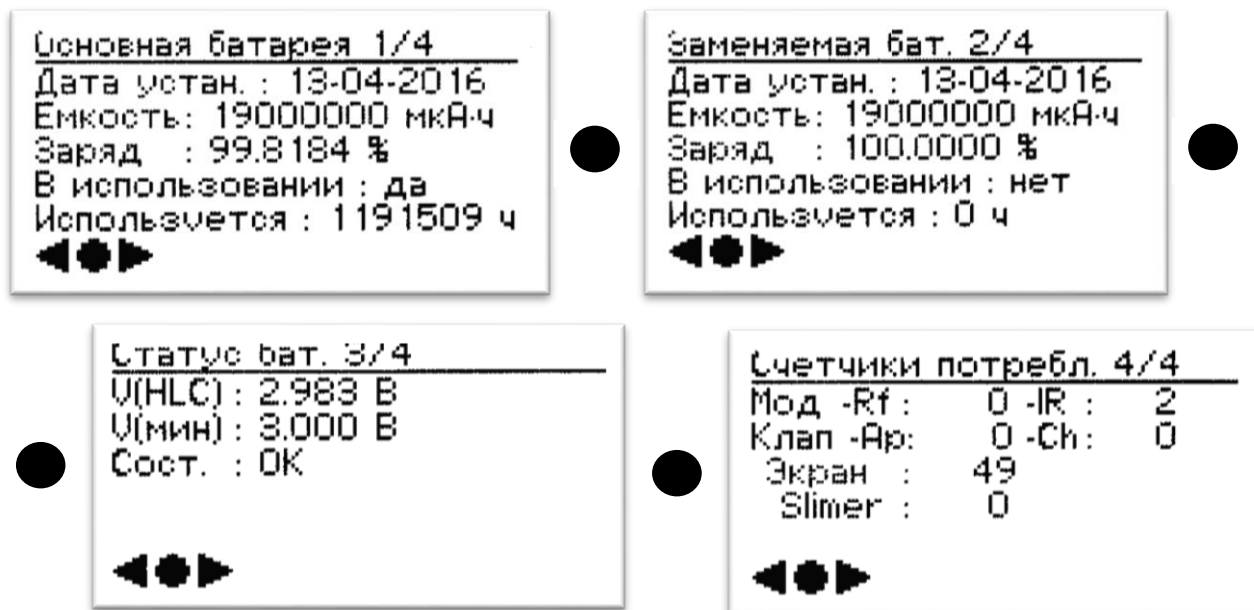 Основная батарея 1/4
Дата устан. : 13-04-2016
Емкость: 19000000 мкА·ч
Заряд : 99.8184 %
В использовании : да
Используется : 1191509 ч
Заменяемая бат. 2/4
Дата устан. : 13-04-2016
Емкость: 19000000 мкА·ч
Заряд : 100.0000 %
В использовании : нет
Используется : 0 ч
Статус бат. 3/4
U(HLC) : 2.983 В
U(мин) : 3.000 В
Сост. : OK
Счетчики потребл. 4/4
Мод -Rf : 0 -IR : 2
Клап -Ap: 0 -Ch: 0
Экран : 49
Slimer : 0